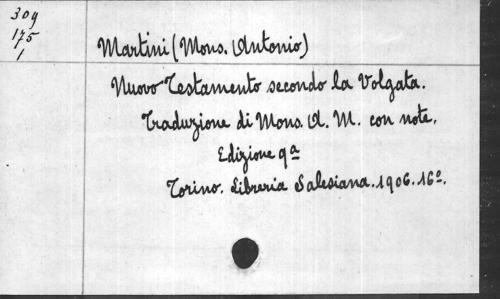 309
175
1
Martini (Mons. Antonio)
Nuovo Testamento secondo la Volgata.
Traduzione di Mons. A. M. con note.
Edizione 9ª
Torino. Libreria Salesiana. 1906. 16º.